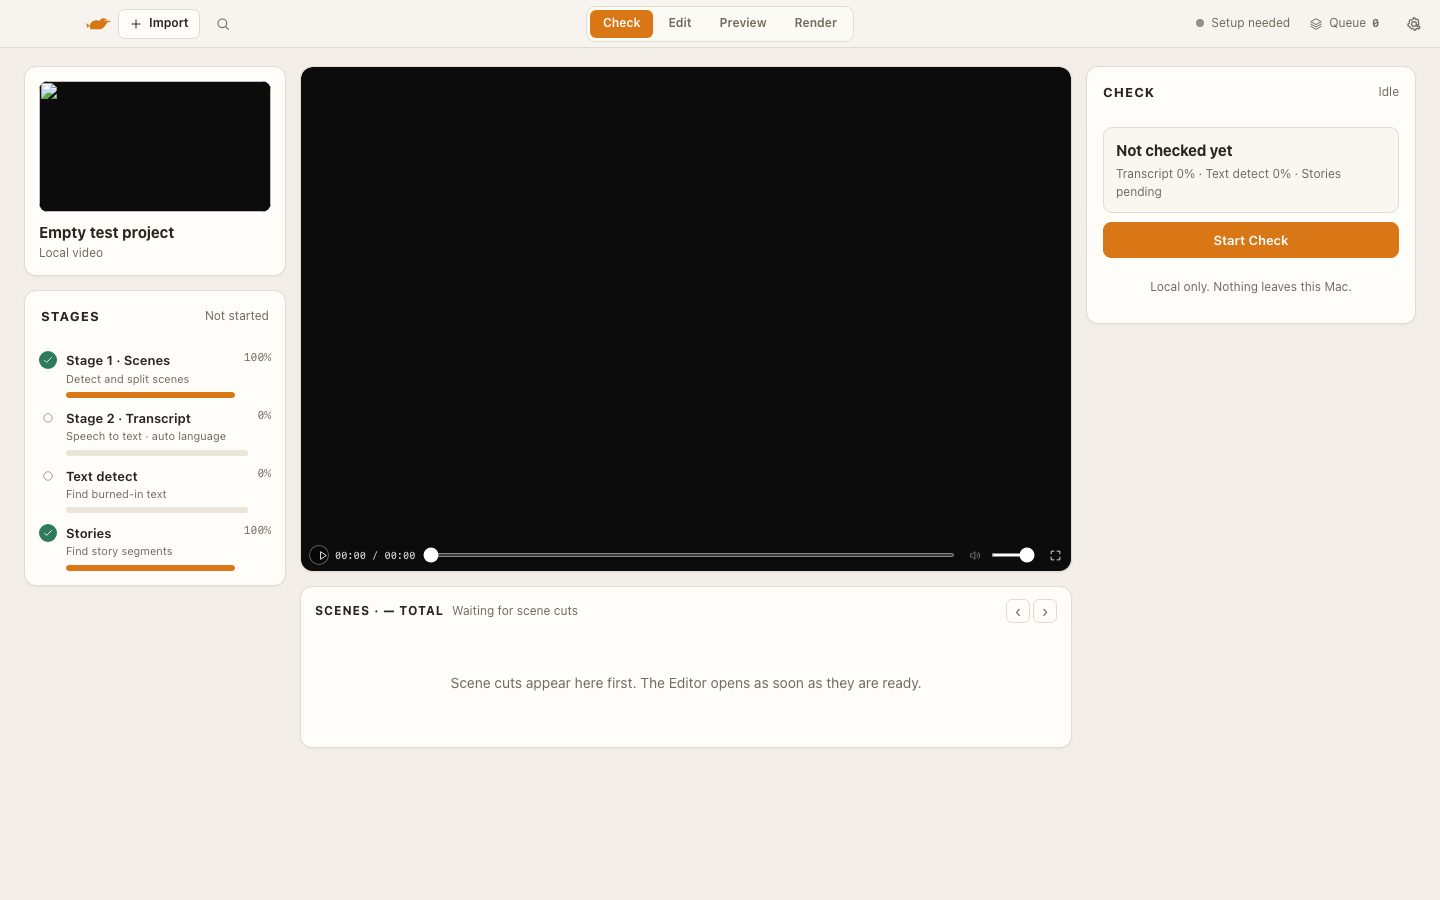 Import
Check
Edit
Preview
Render
Setup needed
Queue 0
Empty test project
Local video
STAGES
Not started
Stage 1 · Scenes
100%
Detect and split scenes
Stage 2 · Transcript
0%
Speech to text · auto language
Text detect
0%
Find burned-in text
Stories
100%
Find story segments
00:00 / 00:00
SCENES · — TOTAL
Waiting for scene cuts
Scene cuts appear here first. The Editor opens as soon as they are ready.
CHECK
Idle
Not checked yet
Transcript 0% · Text detect 0% · Stories
pending
Start Check
Local only. Nothing leaves this Mac.